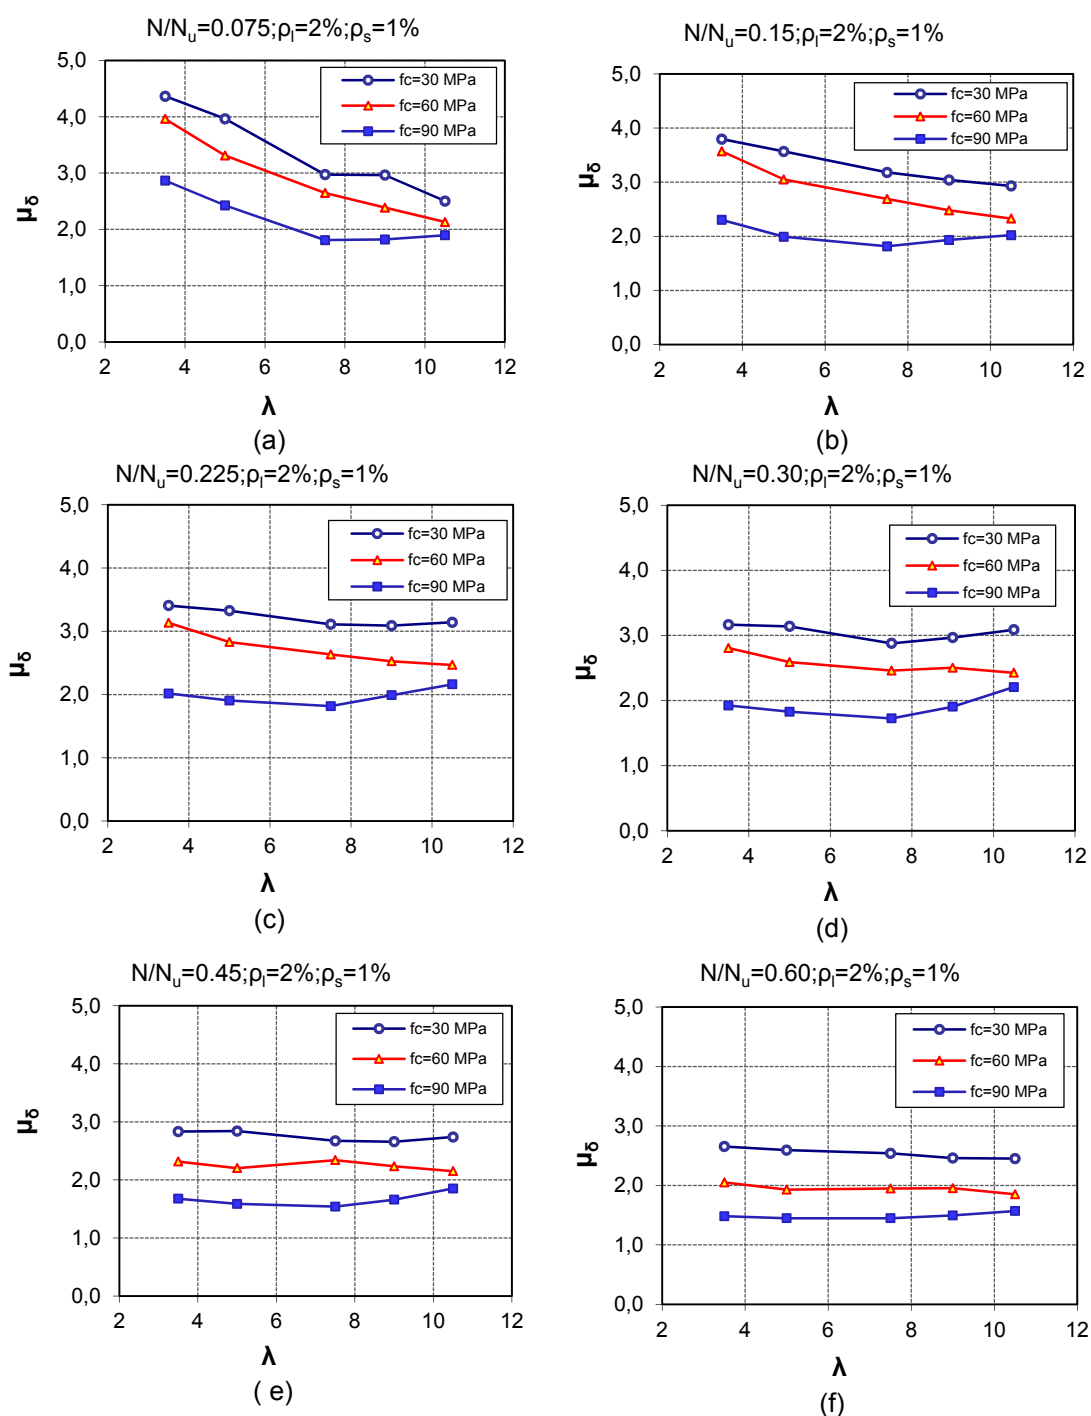 N/Nu=0.075;ρl=2%;ρs=1%
5,0
4,0
3,0
2,0
1,0
0,0
μδ
fc=30 MPa
fc=60 MPa
fc=90 MPa
2 4 6 8 10 12
λ
(a)
N/Nu=0.15;ρl=2%;ρs=1%
5,0
4,0
3,0
2,0
1,0
0,0
μδ
fc=30 MPa
fc=60 MPa
fc=90 MPa
2 4 6 8 10 12
λ
(b)
N/Nu=0.225;ρl=2%;ρs=1%
5,0
4,0
3,0
2,0
1,0
0,0
μδ
fc=30 MPa
fc=60 MPa
fc=90 MPa
2 4 6 8 10 12
λ
(c)
N/Nu=0.30;ρl=2%;ρs=1%
5,0
4,0
3,0
2,0
1,0
0,0
μδ
fc=30 MPa
fc=60 MPa
fc=90 MPa
2 4 6 8 10 12
λ
(d)
N/Nu=0.45;ρl=2%;ρs=1%
5,0
4,0
3,0
2,0
1,0
0,0
μδ
fc=30 MPa
fc=60 MPa
fc=90 MPa
2 4 6 8 10 12
λ
( e)
N/Nu=0.60;ρl=2%;ρs=1%
5,0
4,0
3,0
2,0
1,0
0,0
μδ
fc=30 MPa
fc=60 MPa
fc=90 MPa
2 4 6 8 10 12
λ
(f)